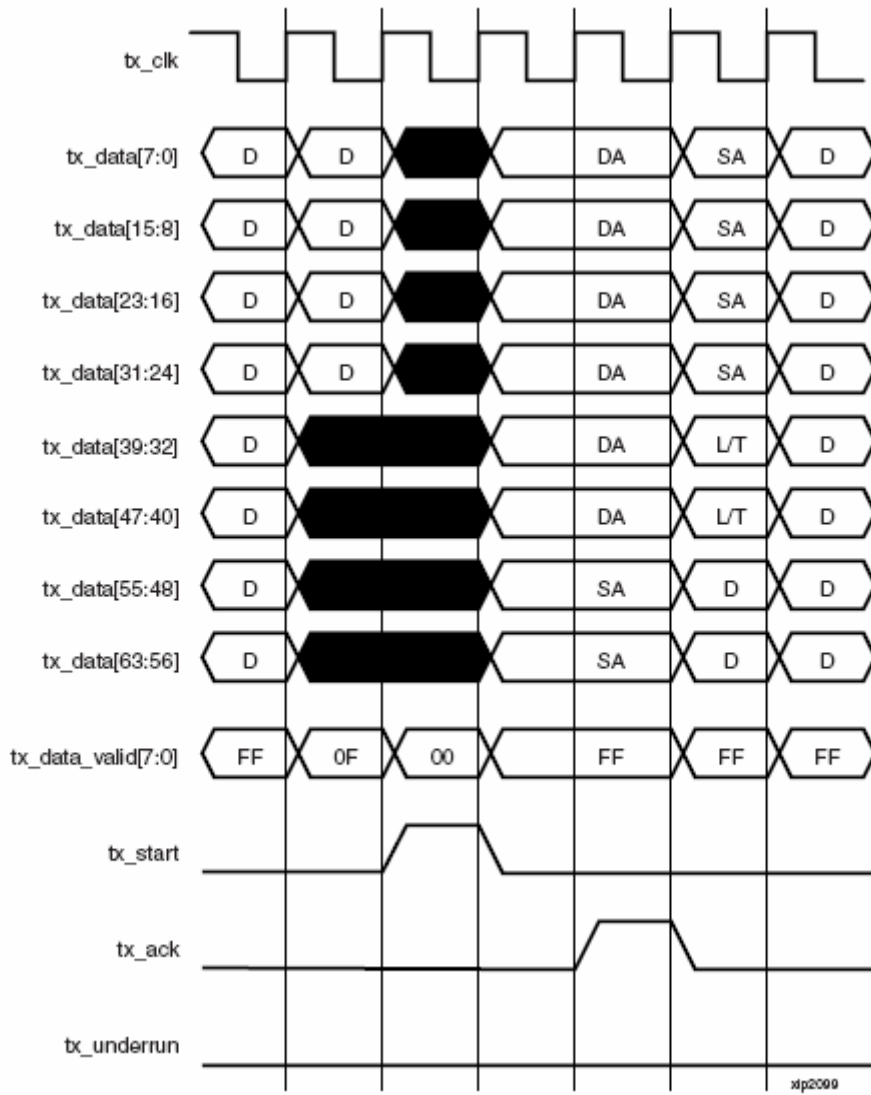 tx_clk
tx_data[7:0] D D DA SA D
tx_data[15:8] D D DA SA D
tx_data[23:16] D D DA SA D
tx_data[31:24] D D DA SA D
tx_data[39:32] D DA L/T D
tx_data[47:40] D DA L/T D
tx_data[55:48] D SA D D
tx_data[63:56] D SA D D
tx_data_valid[7:0] FF 0F 00 FF FF FF
tx_start
tx_ack
tx_underrun
xip2099